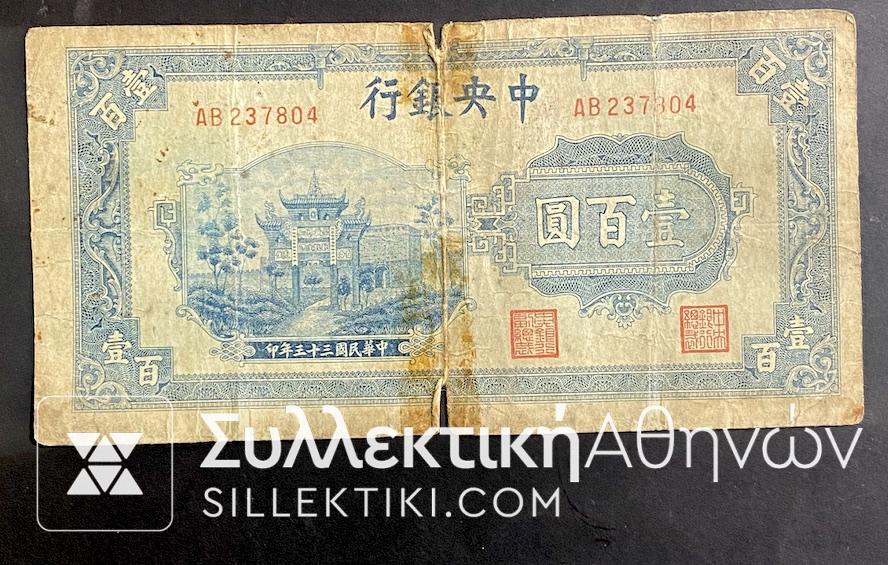 壹百
壹百
中央銀行
AB237804
AB237804
壹百圓
中華民國三十三年印
壹百
壹百
Συλλεκτική Αθηνών
SILLEKTIKI.COM